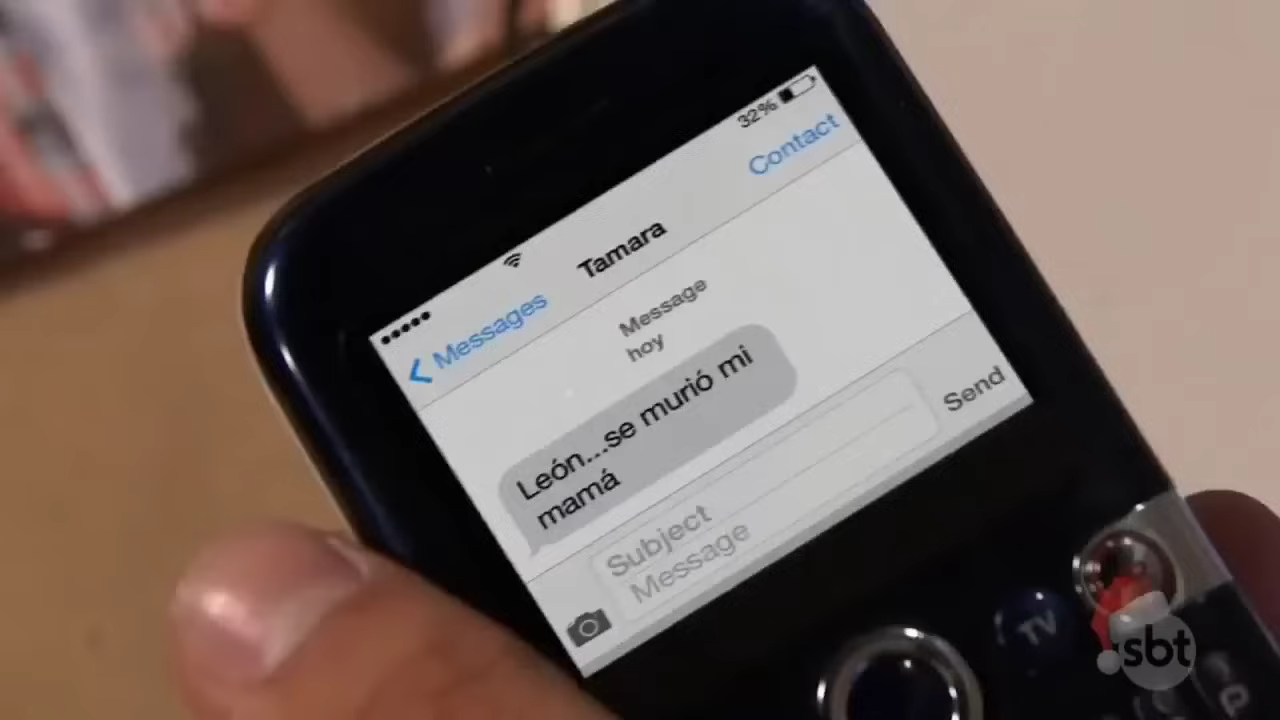 32%
Messages
Tamara
Contact
Message
hoy
León...se murió mi
mamá
Subject
Message
Send
TV
sbt
P